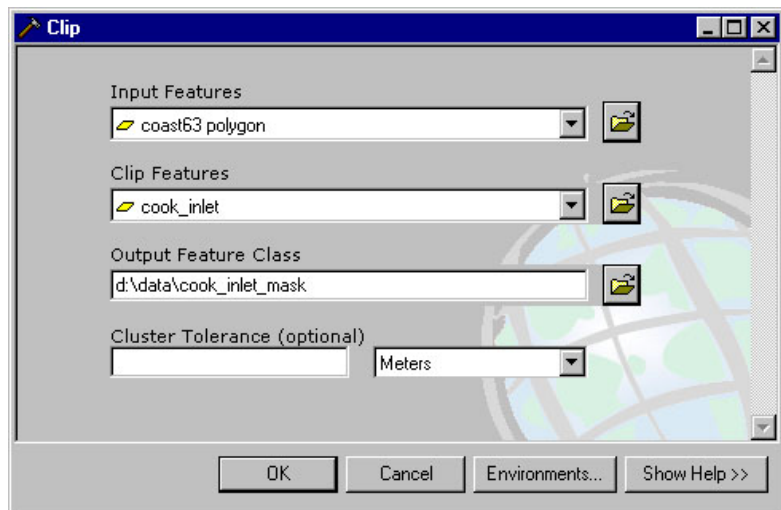 Clip
Input Features
coast63 polygon
Clip Features
cook_inlet
Output Feature Class
d:\data\cook_inlet_mask
Cluster Tolerance (optional)
Meters
OK Cancel Environments... Show Help >>